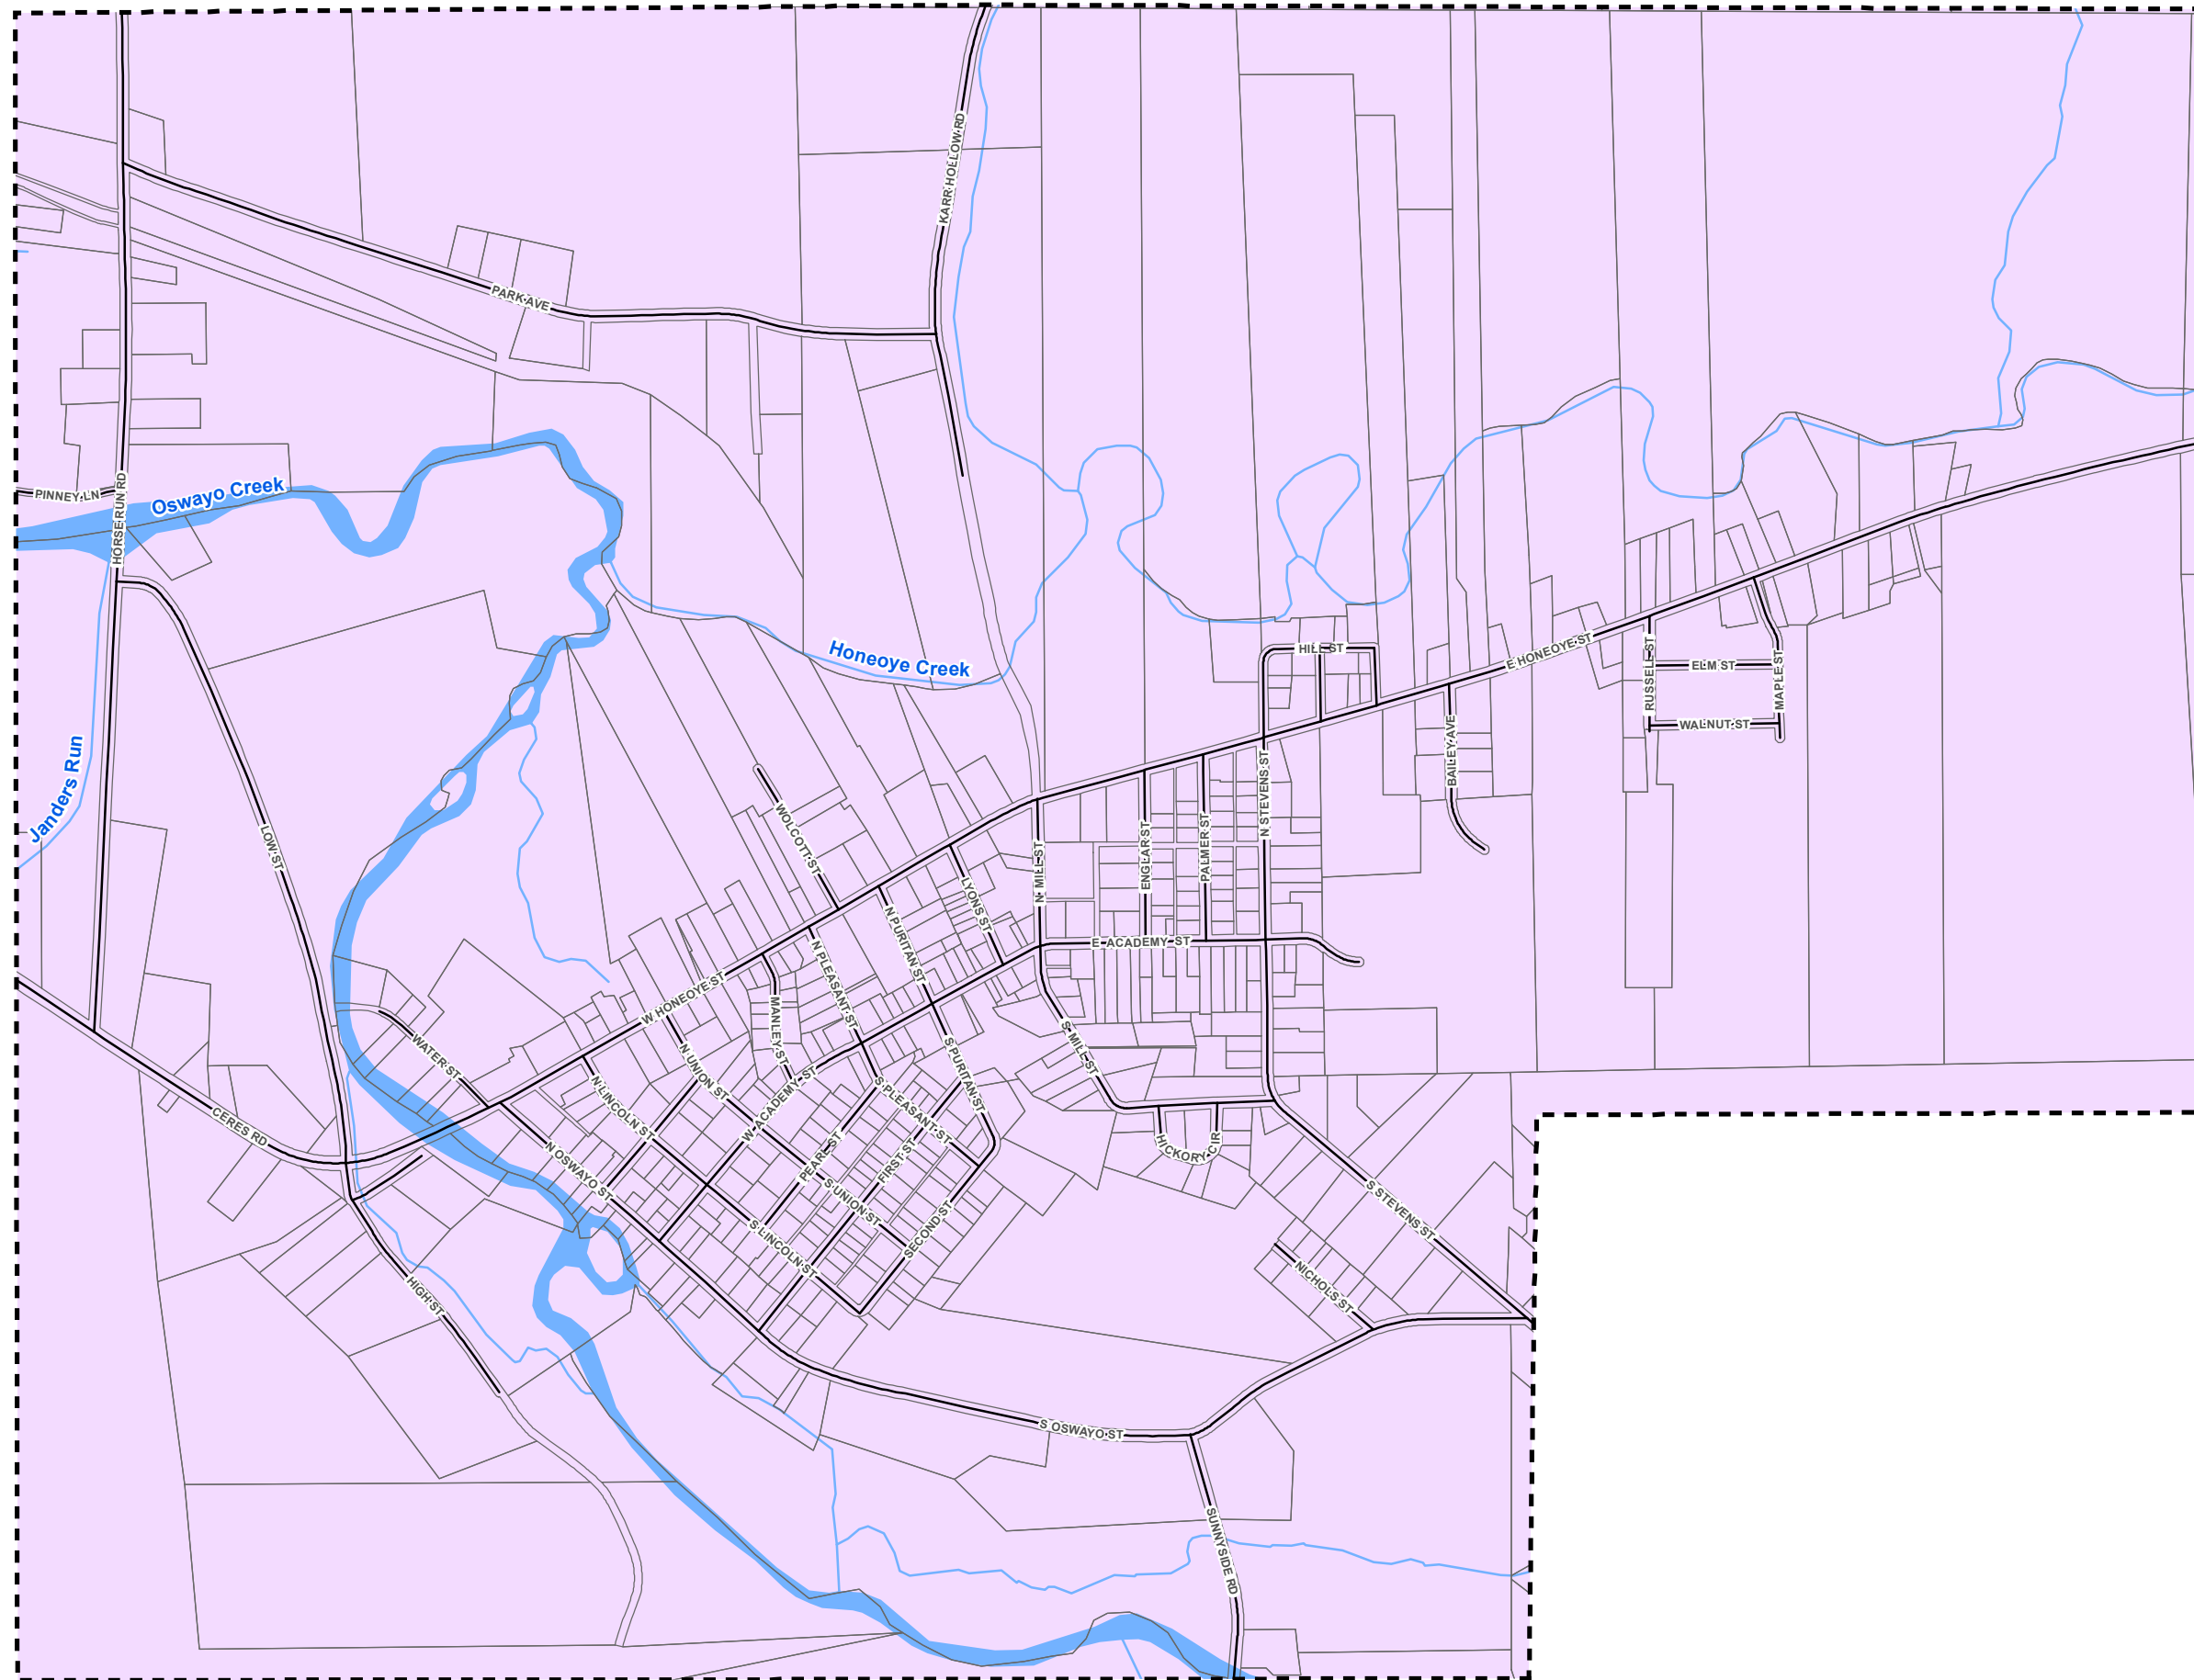 KARR HOLLOW RD
PARK AVE
PINNEY LN
HORSE RUN RD
Oswayo Creek
Honeoye Creek
HILL ST
E HONEOYE ST
RUSSELL ST
ELM ST
MAPLE ST
WALNUT ST
BAILEY AVE
Janders Run
LOW ST
WOLCOTT ST
N MILL ST
ENGLAR ST
PALMER ST
N STEVENS ST
LYONS ST
N PURITAN ST
E ACADEMY ST
N PLEASANT ST
W HONEOYE ST
MANLEY ST
WATER ST
N UNION ST
S MILL ST
S PURITAN ST
CERES RD
N LINCOLN ST
W ACADEMY ST
S PLEASANT ST
HICKORY CIR
N OSWAYO ST
PEARL ST
FIRST ST
S UNION ST
S STEVENS ST
SECOND ST
S LINCOLN ST
HIGH ST
NICHOLS ST
S OSWAYO ST
SUNNYSIDE RD